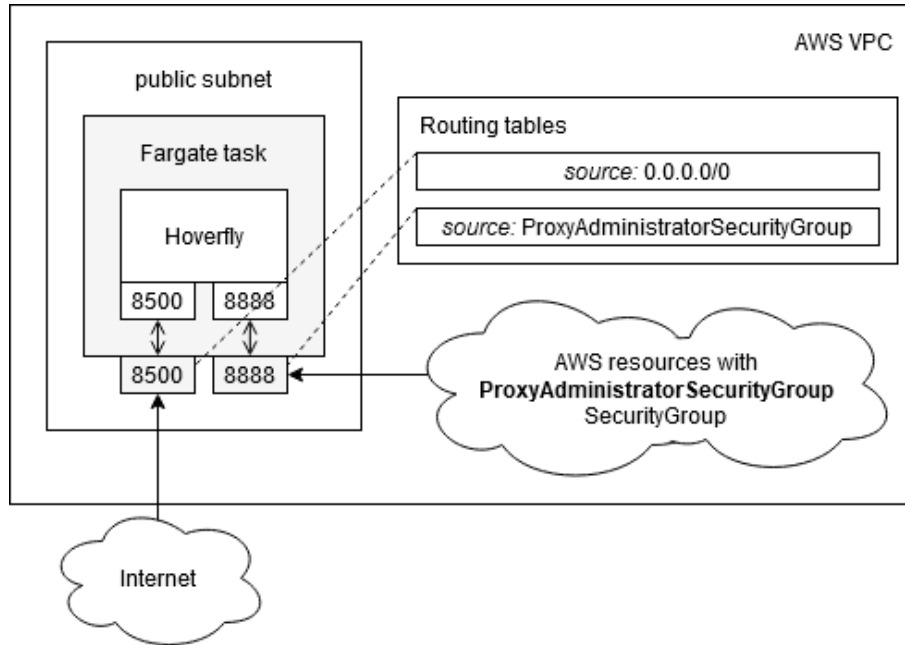 AWS VPC
public subnet
Fargate task
Hoverfly
8500
8888
8500
8888
Routing tables
source: 0.0.0.0/0
source: ProxyAdministratorSecurityGroup
AWS resources with
ProxyAdministratorSecurityGroup
SecurityGroup
Internet